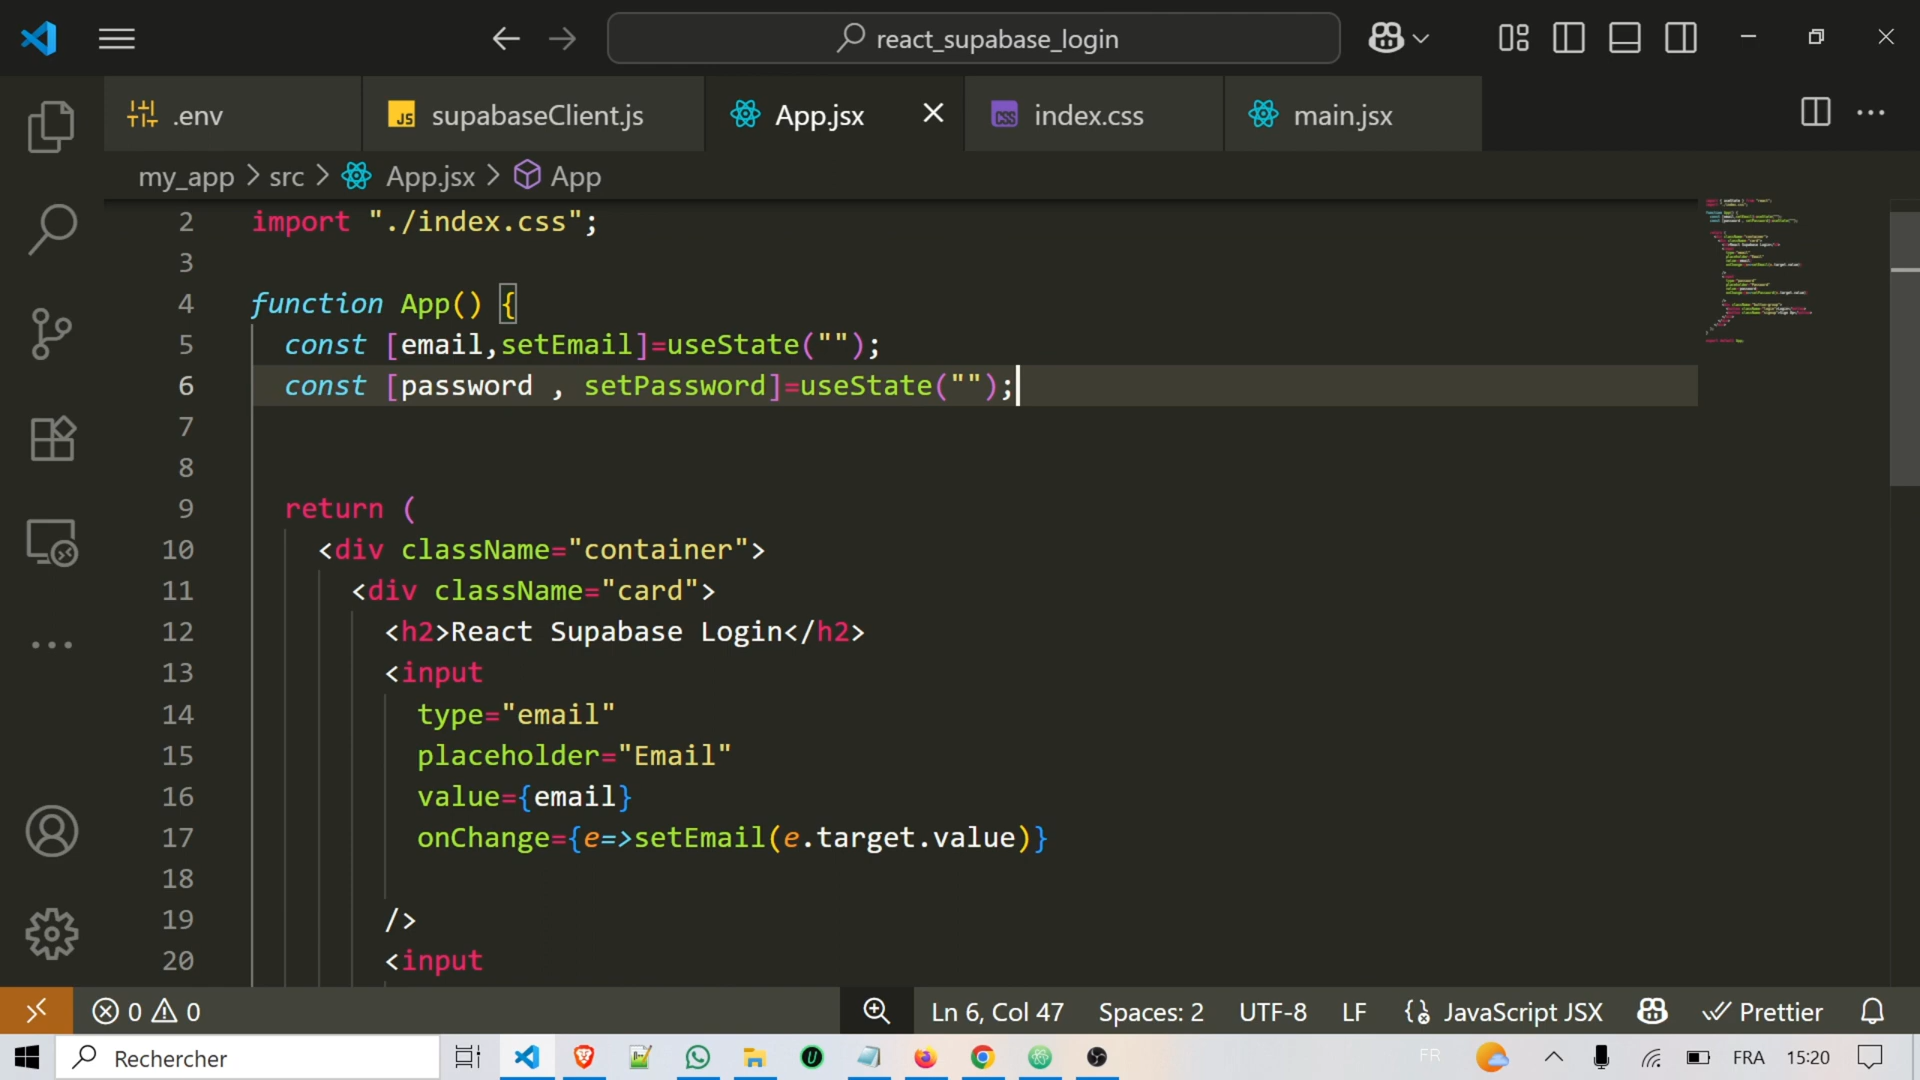 react_supabase_login
.env
JS supabaseClient.js
App.jsx
CSS index.css
main.jsx
my_app > src > App.jsx > App
2 import "./index.css";
3
4 function App() {
5 const [email,setEmail]=useState("");
6 const [password , setPassword]=useState("");
7
8
9 return (
10 <div className="container">
11 <div className="card">
12 <h2>React Supabase Login</h2>
13 <input
14 type="email"
15 placeholder="Email"
16 value={email}
17 onChange={e=>setEmail(e.target.value)}
18
19 />
20 <input
0 0 Ln 6, Col 47 Spaces: 2 UTF-8 LF JavaScript JSX Prettier
Rechercher FR FRA 15:20